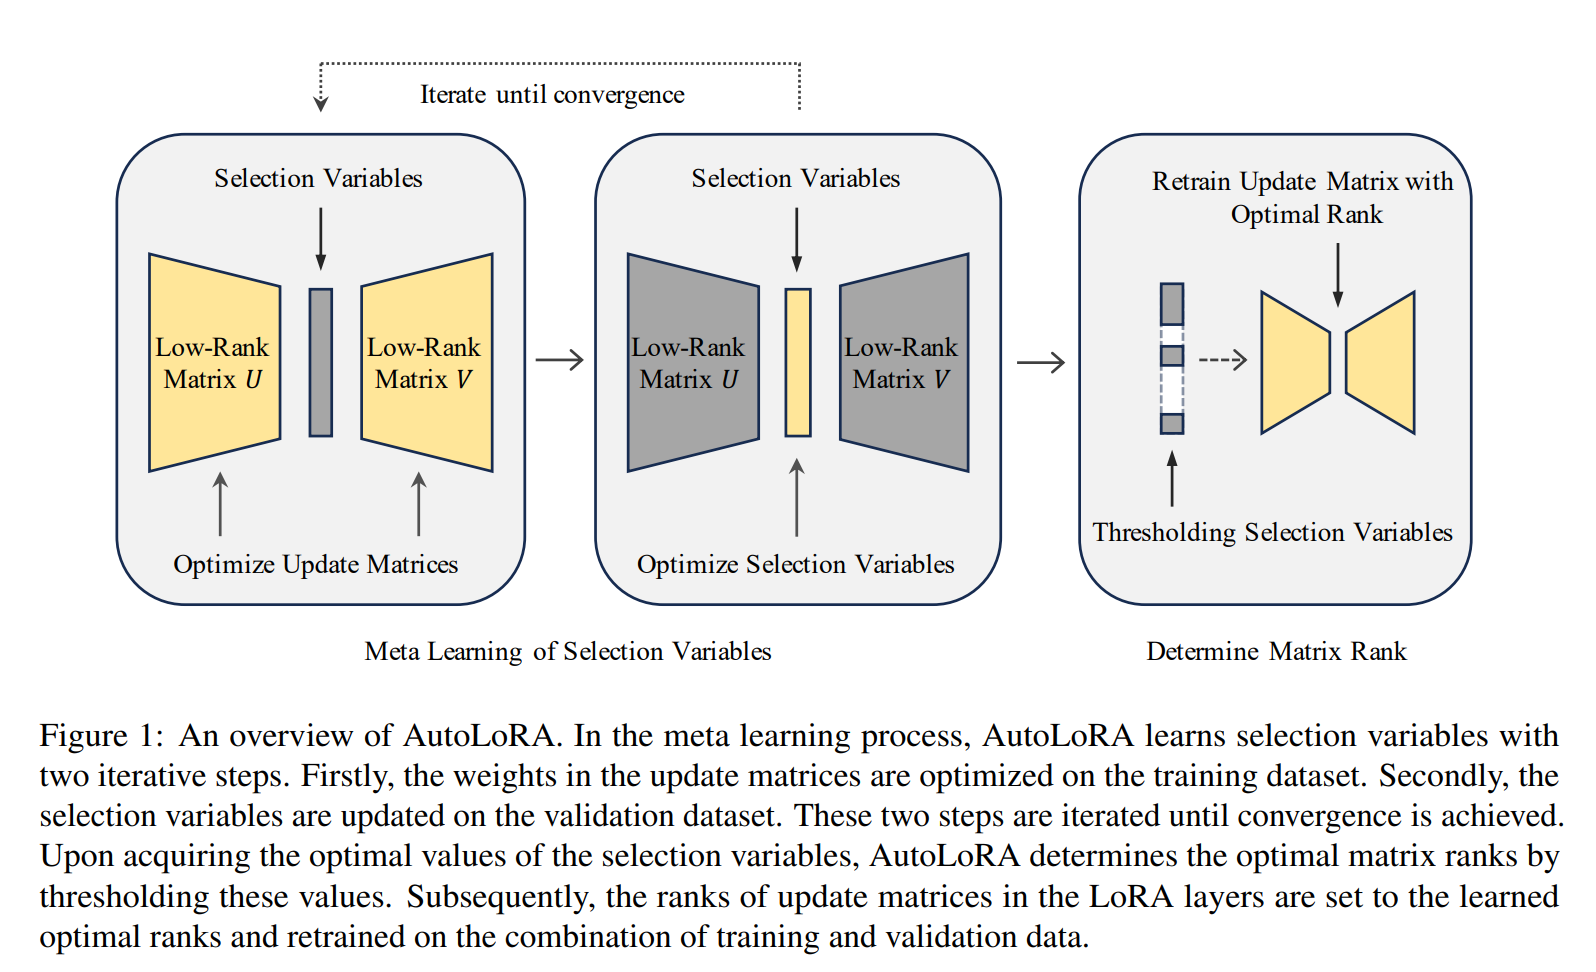 Iterate until convergence
Selection Variables
Low-Rank
Matrix U
Low-Rank
Matrix V
Optimize Update Matrices
Selection Variables
Low-Rank
Matrix U
Low-Rank
Matrix V
Optimize Selection Variables
Retrain Update Matrix with
Optimal Rank
Thresholding Selection Variables
Meta Learning of Selection Variables
Determine Matrix Rank
Figure 1: An overview of AutoLoRA. In the meta learning process, AutoLoRA learns selection variables with
two iterative steps. Firstly, the weights in the update matrices are optimized on the training dataset. Secondly, the
selection variables are updated on the validation dataset. These two steps are iterated until convergence is achieved.
Upon acquiring the optimal values of the selection variables, AutoLoRA determines the optimal matrix ranks by
thresholding these values. Subsequently, the ranks of update matrices in the LoRA layers are set to the learned
optimal ranks and retrained on the combination of training and validation data.